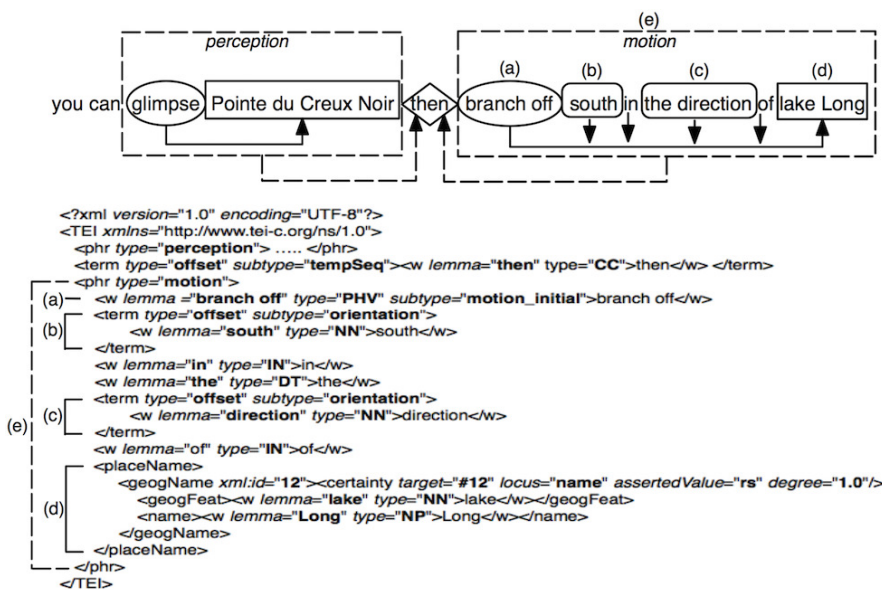 (e)
perception motion
(a) (b) (c) (d)
you can glimpse Pointe du Creux Noir then branch off south in the direction of lake Long
<?xml version="1.0" encoding="UTF-8"?>
<TEI xmlns="http://www.tei-c.org/ns/1.0">
<phr type="perception"> ..... </phr>
<term type="offset" subtype="tempSeq"><w lemma="then" type="CC">then</w> </term>
<phr type="motion">
(a) <w lemma ="branch off" type="PHV" subtype="motion_initial">branch off</w>
<term type="offset" subtype="orientation">
(b) <w lemma="south" type="NN">south</w>
</term>
<w lemma="in" type="IN">in</w>
<w lemma="the" type="DT">the</w>
<term type="offset" subtype="orientation">
(c) <w lemma="direction" type="NN">direction</w>
(e) </term>
<w lemma="of" type="IN">of</w>
<placeName>
<geogName xml:id="12"><certainty target="#12" locus="name" assertedValue="rs" degree="1.0"/>
(d) <geogFeat><w lemma="lake" type="NN">lake</w></geogFeat>
<name><w lemma="Long" type="NP">Long</w></name>
</geogName>
</placeName>
</phr>
</TEI>